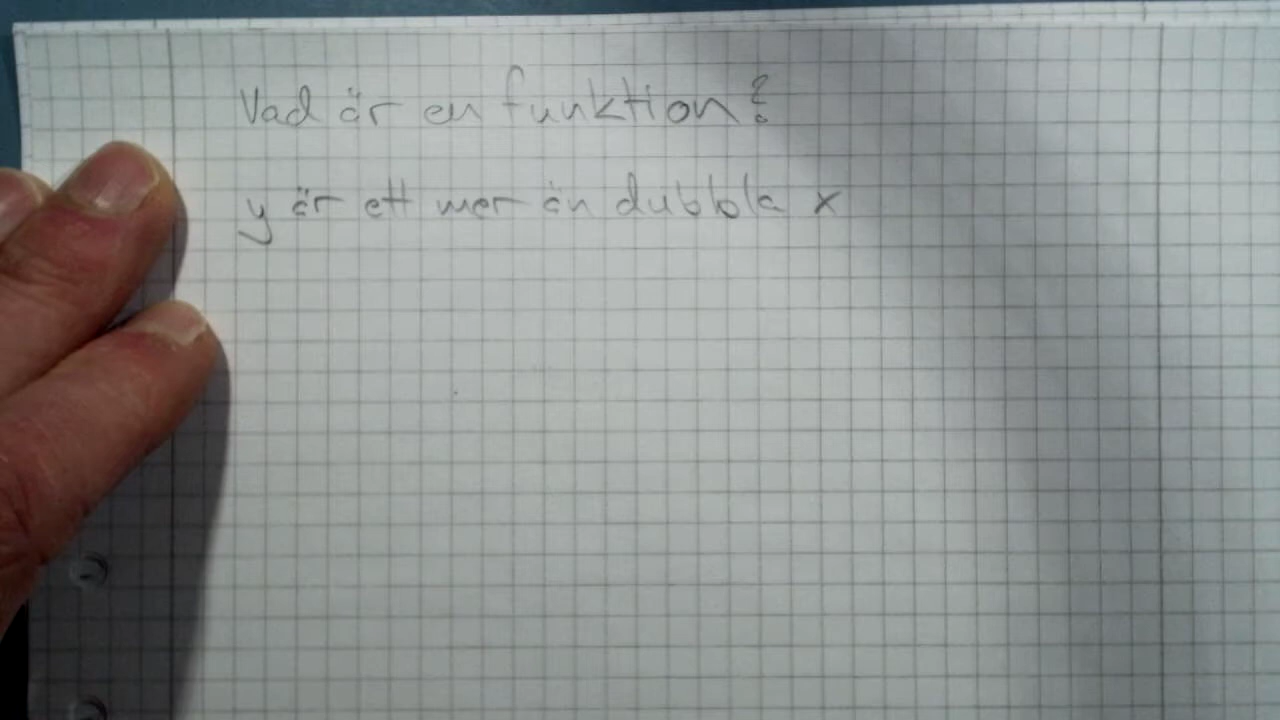 Vad är en funktion?
y är ett mer än dubbla x